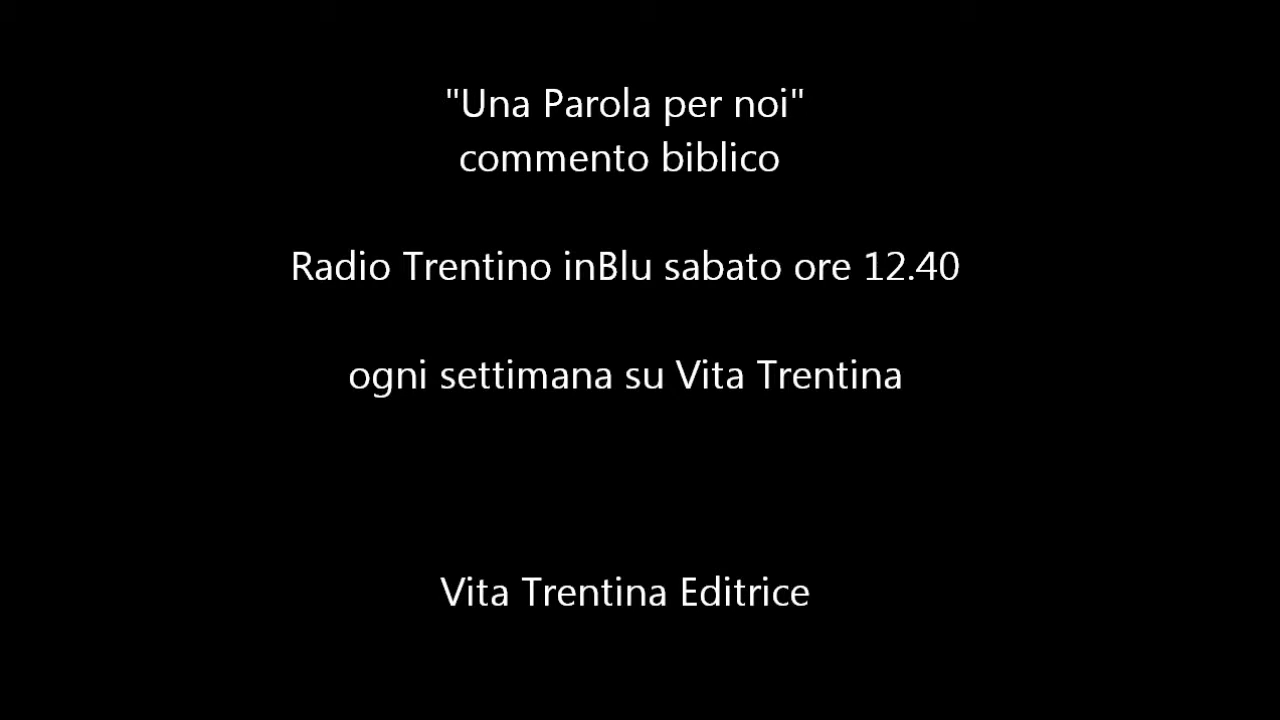 "Una Parola per noi"
commento biblico
Radio Trentino inBlu sabato ore 12.40
ogni settimana su Vita Trentina
Vita Trentina Editrice